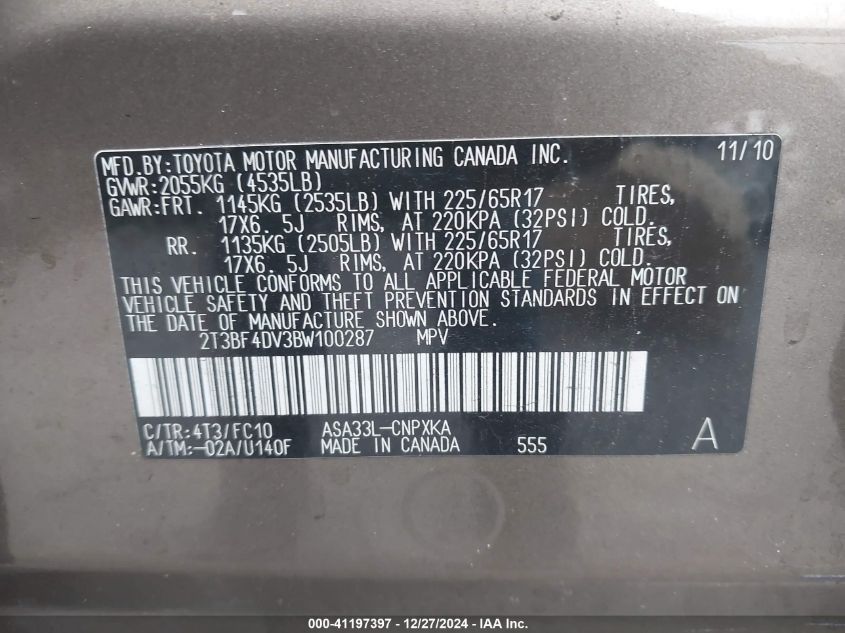 MFD.BY:TOYOTA MOTOR MANUFACTURING CANADA INC. 11/10
GVWR:2055KG (4535LB)
GAWR:FRT. 1145KG (2535LB) WITH 225/65R17 TIRES,
17X6. 5J RIMS, AT 220KPA (32PSI) COLD.
RR. 1135KG (2505LB) WITH 225/65R17 TIRES,
17X6. 5J RIMS, AT 220KPA (32PSI) COLD.
THIS VEHICLE CONFORMS TO ALL APPLICABLE FEDERAL MOTOR
VEHICLE SAFETY AND THEFT PREVENTION STANDARDS IN EFFECT ON
THE DATE OF MANUFACTURE SHOWN ABOVE.
2T3BF4DV3BW100287 MPV
C/TR:4T3/FC10 ASA33L-CNPXKA
A/TM:-02A/U140F MADE IN CANADA 555 A
000-41197397 - 12/27/2024 - IAA Inc.